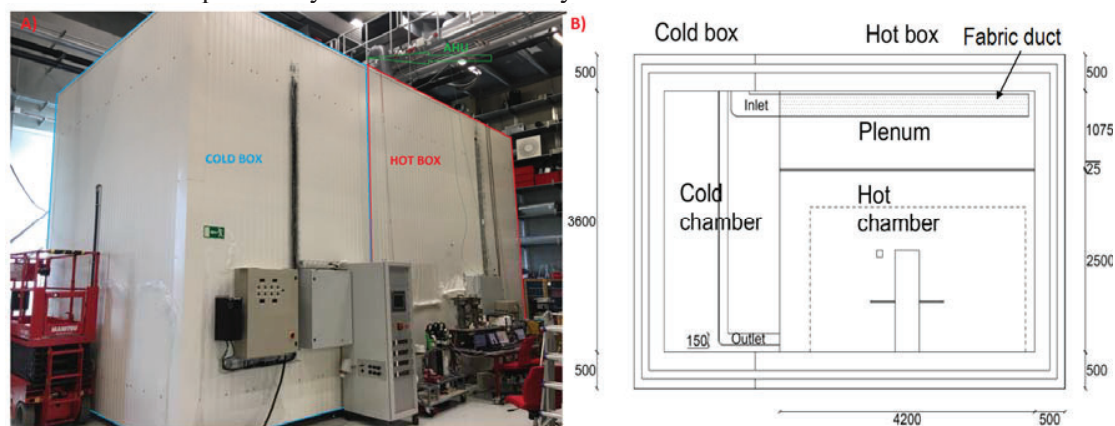 A)
AHU
COLD BOX
HOT BOX
B)
Cold box
Hot box
Fabric duct
500
500
Inlet
Plenum
1075
25
3600
Cold
chamber
Hot
chamber
2500
150
Outlet
500
500
4200
500